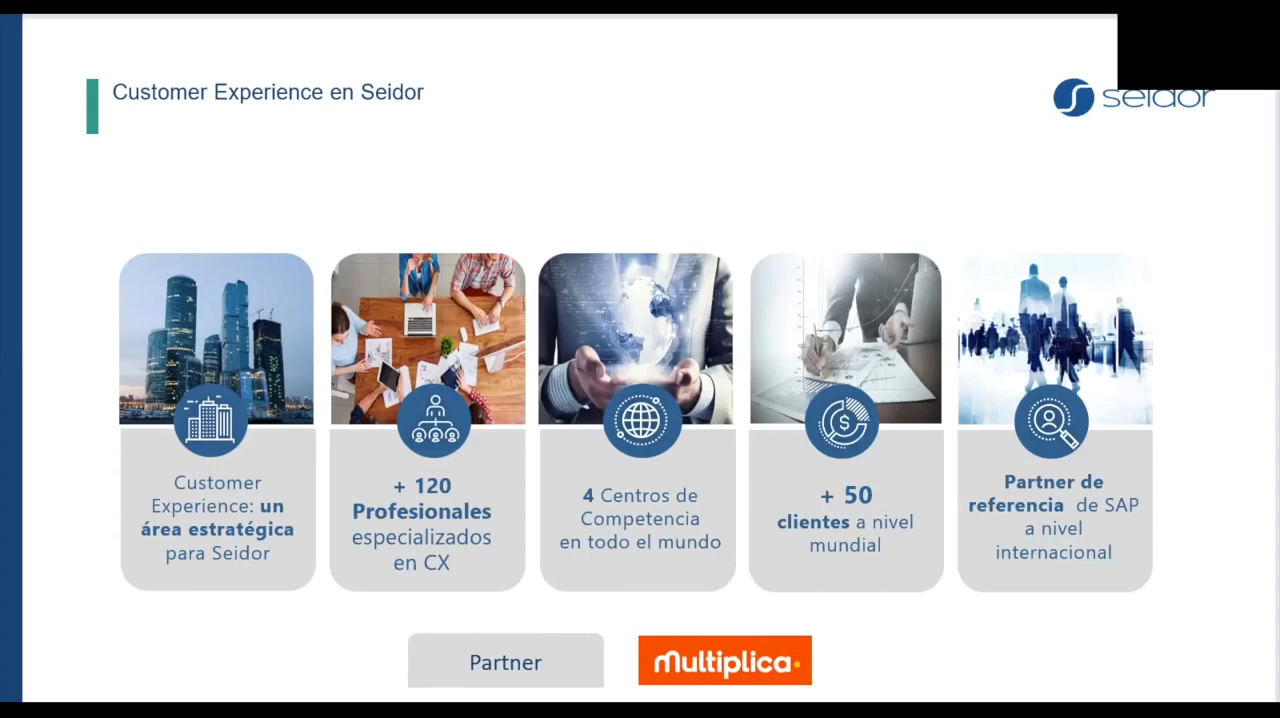 Customer Experience en Seidor
seidor
Customer
Experience: un
área estratégica
para Seidor
+ 120
Profesionales
especializados
en CX
4 Centros de
Competencia
en todo el mundo
+ 50
clientes a nivel
mundial
Partner de
referencia de SAP
a nivel
internacional
Partner
multiplica